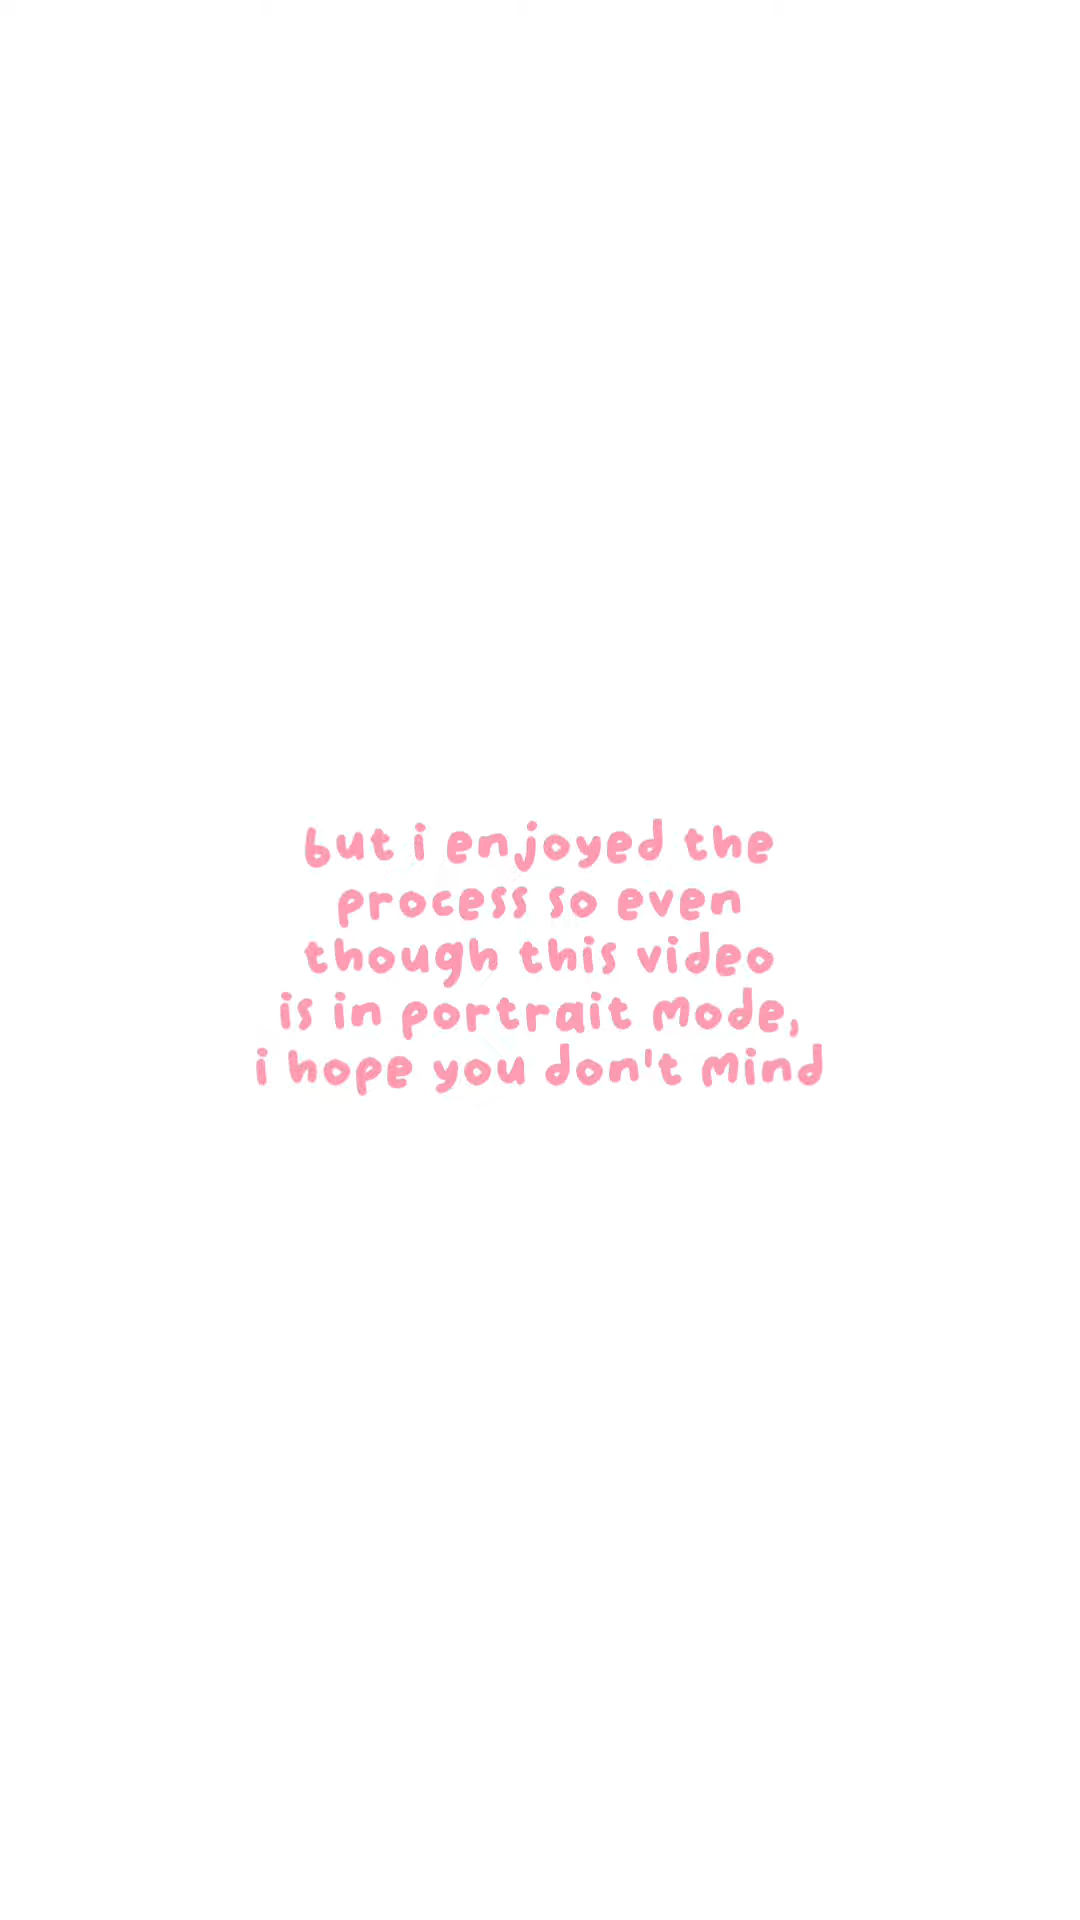 but i enjoyed the
process so even
though this video
is in portrait mode,
i hope you don't mind